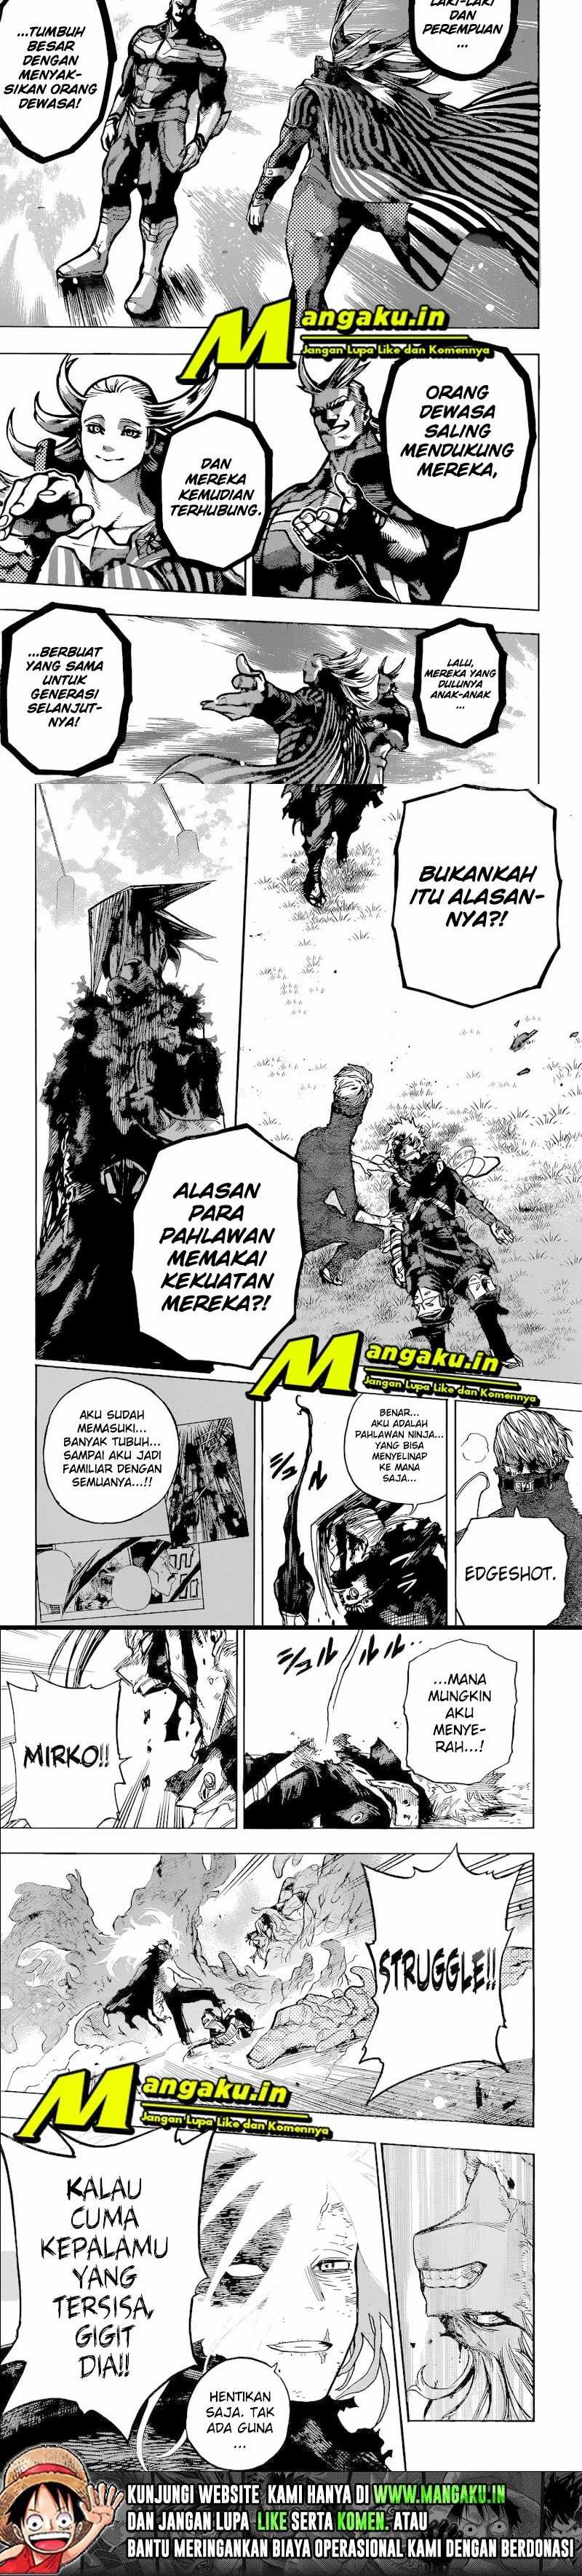 LAKI-LAKI
DAN
PEREMPUAN
...
...TUMBUH
BESAR
DENGAN
MENYAK-
SIKAN ORANG
DEWASA!
Mangaku.in
Jangan Lupa Like dan Komennya
ORANG
DEWASA
SALING
MENDUKUNG
MEREKA,
DAN
MEREKA
KEMUDIAN
TERHUBUNG.
LALU,
MEREKA YANG
DULUNYA
ANAK-ANAK
...
...BERBUAT
YANG SAMA
UNTUK
GENERASI
SELANJUT-
NYA!
BUKANKAH
ITU ALASAN-
NYA?!
ALASAN
PARA
PAHLAWAN
MEMAKAI
KEKUATAN
MEREKA?!
Mangaku.in
Jangan Lupa Like dan Komennya
EDGESHOT.
BENAR...
AKU ADALAH
PAHLAWAN NINJA...
YANG BISA
MENYELINAP
KE MANA
SAJA...
AKU SUDAH
MEMASUKI...
BANYAK TUBUH...
SAMPAI AKU JADI
FAMILIAR DENGAN
SEMUANYA...!!
...MANA
MUNGKIN
AKU
MENYE-
RAH...!
MIRKO!!
STRUGGLE!!
Mangaku.in
Jangan Lupa Like dan Komennya
KALAU
CUMA
KEPALAMU
YANG
TERSISA,
GIGIT
DIA!!
HENTIKAN
SAJA. TAK
ADA GUNA
...
KUNJUNGI WEBSITE KAMI HANYA DI WWW.MANGAKU.IN
DAN JANGAN LUPA LIKE SERTA KOMEN. ATAU
BANTU MERINGANKAN BIAYA OPERASIONAL KAMI DENGAN BERDONASI